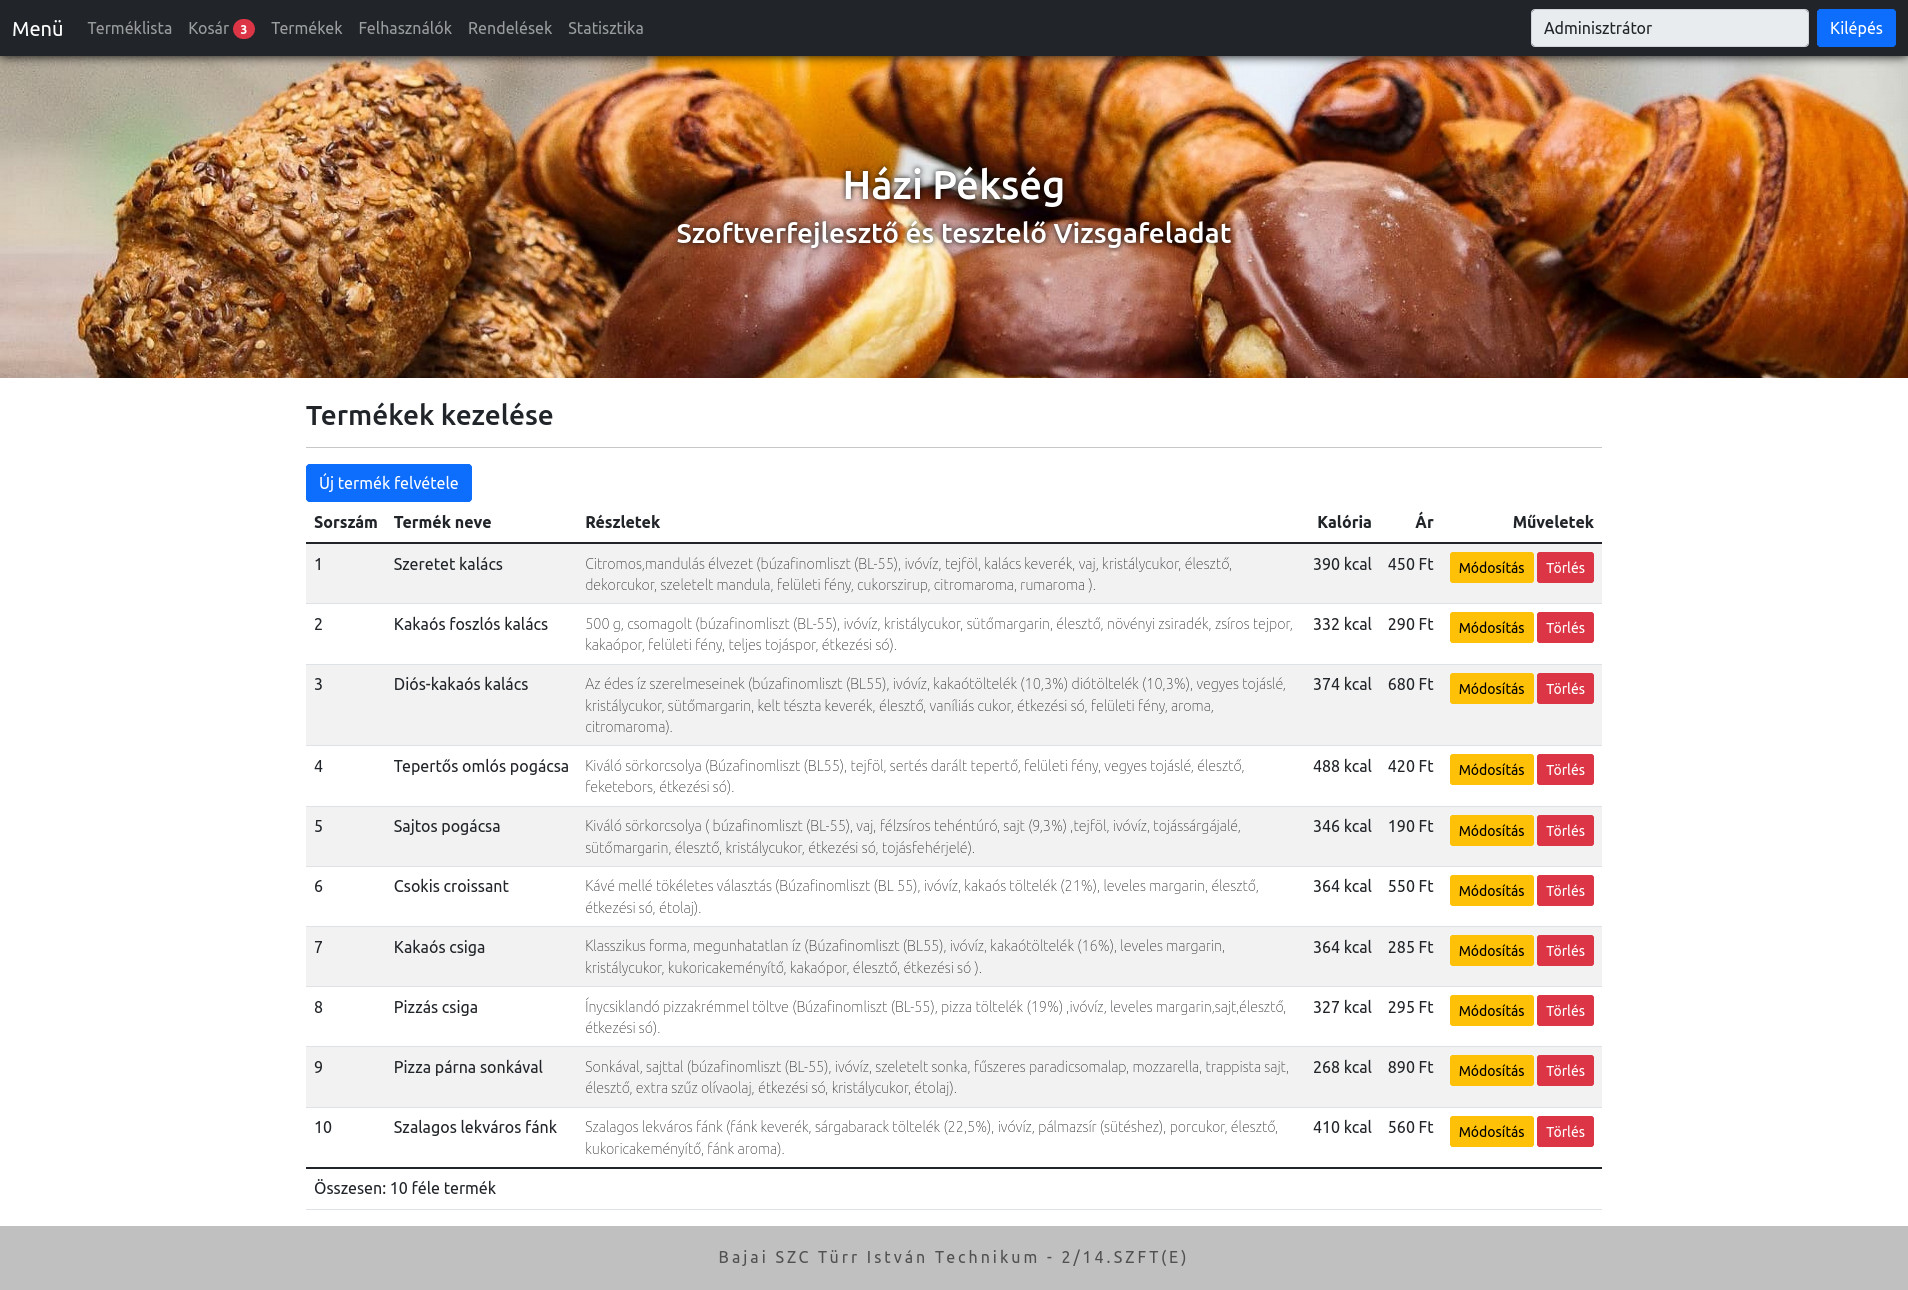 Menü Terméklista Kosár 3 Termékek Felhasználók Rendelések Statisztika Adminisztrátor Kilépés
Házi Pékség
Szoftverfejlesztő és tesztelő Vizsgafeladat
Termékek kezelése
Új termék felvétele
Sorszám Termék neve Részletek Kalória Ár Műveletek
1 Szeretet kalács Citromos,mandulás élvezet (búzafinomliszt (BL-55), ivóvíz, tejföl, kalács keverék, vaj, kristálycukor, élesztő, 390 kcal 450 Ft Módosítás Törlés
dekorcukor, szeletelt mandula, felületi fény, cukorszirup, citromaroma, rumaroma ).
2 Kakaós foszlós kalács 500 g, csomagolt (búzafinomliszt (BL-55), ivóvíz, kristálycukor, sütőmargarin, élesztő, növényi zsiradék, zsíros tejpor, 332 kcal 290 Ft Módosítás Törlés
kakaópor, felületi fény, teljes tojáspor, étkezési só).
3 Diós-kakaós kalács Az édes íz szerelmeseinek (búzafinomliszt (BL55), ivóvíz, kakaótöltelék (10,3%) diótöltelék (10,3%), vegyes tojáslé, 374 kcal 680 Ft Módosítás Törlés
kristálycukor, sütőmargarin, kelt tészta keverék, élesztő, vaníliás cukor, étkezési só, felületi fény, aroma,
citromaroma).
4 Tepertős omlós pogácsa Kiváló sörkorcsolya (Búzafinomliszt (BL55), tejföl, sertés darált tepertő, felületi fény, vegyes tojáslé, élesztő, 488 kcal 420 Ft Módosítás Törlés
feketebors, étkezési só).
5 Sajtos pogácsa Kiváló sörkorcsolya ( búzafinomliszt (BL-55), vaj, félzsíros tehéntúró, sajt (9,3%) ,tejföl, ivóvíz, tojássárgájalé, 346 kcal 190 Ft Módosítás Törlés
sütőmargarin, élesztő, kristálycukor, étkezési só, tojásfehérjelé).
6 Csokis croissant Kávé mellé tökéletes választás (Búzafinomliszt (BL 55), ivóvíz, kakaós töltelék (21%), leveles margarin, élesztő, 364 kcal 550 Ft Módosítás Törlés
étkezési só, étolaj).
7 Kakaós csiga Klasszikus forma, megunhatatlan íz (Búzafinomliszt (BL55), ivóvíz, kakaótöltelék (16%), leveles margarin, 364 kcal 285 Ft Módosítás Törlés
kristálycukor, kukoricakeményítő, kakaópor, élesztő, étkezési só ).
8 Pizzás csiga Ínycsiklandó pizzakrémmel töltve (Búzafinomliszt (BL-55), pizza töltelék (19%) ,ivóvíz, leveles margarin,sajt,élesztő, 327 kcal 295 Ft Módosítás Törlés
étkezési só).
9 Pizza párna sonkával Sonkával, sajttal (búzafinomliszt (BL-55), ivóvíz, szeletelt sonka, fűszeres paradicsomalap, mozzarella, trappista sajt, 268 kcal 890 Ft Módosítás Törlés
élesztő, extra szűz olívaolaj, étkezési só, kristálycukor, étolaj).
10 Szalagos lekváros fánk Szalagos lekváros fánk (fánk keverék, sárgabarack töltelék (22,5%), ivóvíz, pálmazsír (sütéshez), porcukor, élesztő, 410 kcal 560 Ft Módosítás Törlés
kukoricakeményítő, fánk aroma).
Összesen: 10 féle termék
Bajai SZC Türr István Technikum - 2/14.SZFT(E)